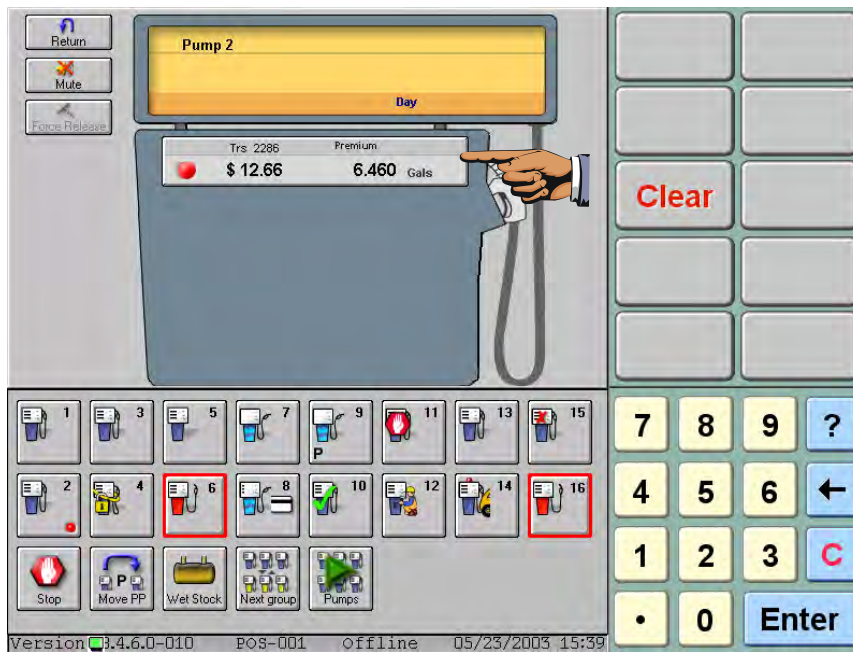 Return
Pump 2
Mute
Day
Force Release
Trs 2286 Premium
$ 12.66 6.460 Gals
Clear
1 3 5 7 9 11 13 15
P
2 4 6 8 10 12 14 16
Stop
P
Move PP
Wet Stock
Next group
Pumps
7 8 9 ?
4 5 6 ←
1 2 3 C
• 0 Enter
Version 3.4.6.0-010 POS-001 Offline 05/23/2003 15:39